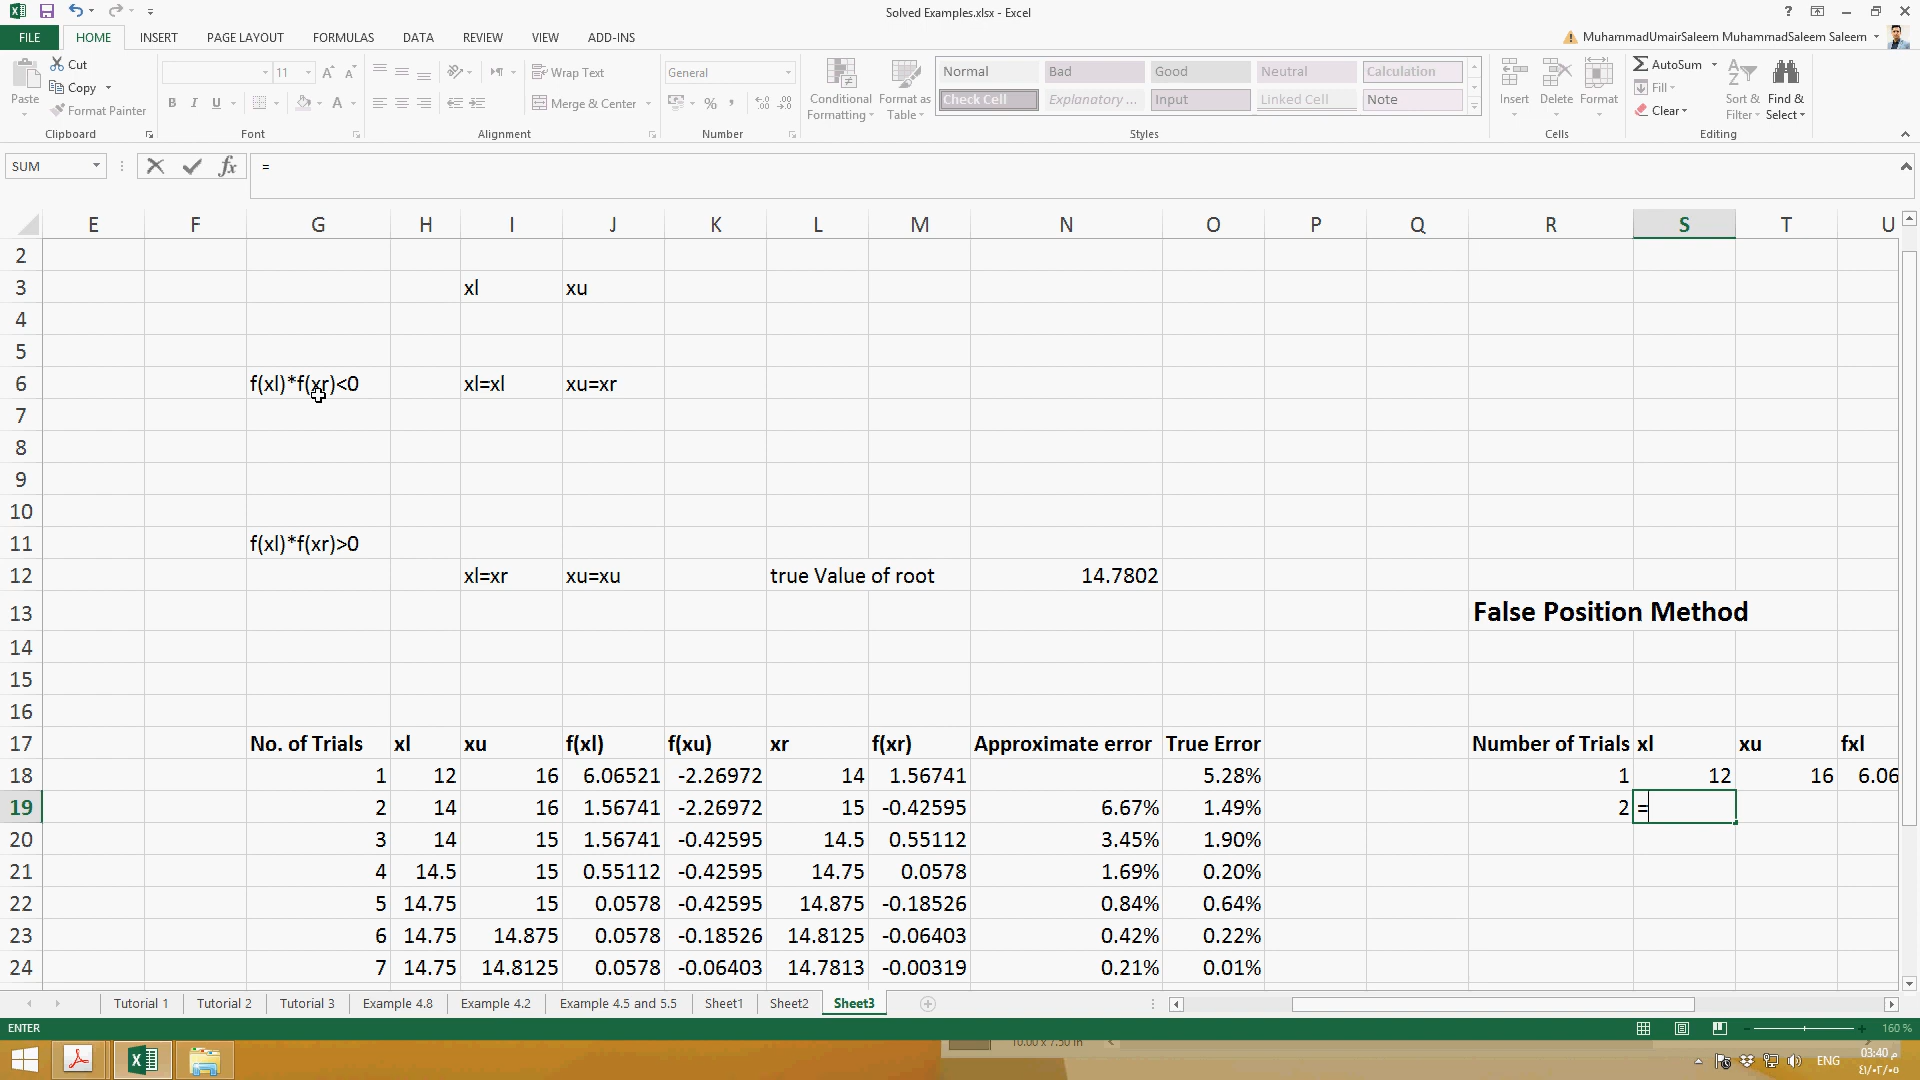 Solved Examples.xlsx - Excel
FILE HOME INSERT PAGE LAYOUT FORMULAS DATA REVIEW VIEW ADD-INS MuhammadUmairSaleem MuhammadSaleem Saleem
Paste Cut Copy Format Painter Clipboard
11 B I U A Font
Wrap Text Merge & Center Alignment
General % , Number
Conditional Formatting Format as Table
Normal Bad Good Neutral Calculation
Check Cell Explanatory ... Input Linked Cell Note
Styles
Insert Delete Format Cells
AutoSum Fill Clear Sort & Filter Find & Select Editing
SUM fx =
E F G H I J K L M N O P Q R S T U
2
3 xl xu
4
5
6 f(xl)*f(xr)<0 xl=xl xu=xr
7
8
9
10
11 f(xl)*f(xr)>0
12 xl=xr xu=xu true Value of root 14.7802
13 False Position Method
14
15
16
17 No. of Trials xl xu f(xl) f(xu) xr f(xr) Approximate error True Error Number of Trials xl xu fxl
18 1 12 16 6.06521 -2.26972 14 1.56741 5.28% 1 12 16 6.06
19 2 14 16 1.56741 -2.26972 15 -0.42595 6.67% 1.49% 2 =
20 3 14 15 1.56741 -0.42595 14.5 0.55112 3.45% 1.90%
21 4 14.5 15 0.55112 -0.42595 14.75 0.0578 1.69% 0.20%
22 5 14.75 15 0.0578 -0.42595 14.875 -0.18526 0.84% 0.64%
23 6 14.75 14.875 0.0578 -0.18526 14.8125 -0.06403 0.42% 0.22%
24 7 14.75 14.8125 0.0578 -0.06403 14.7813 -0.00319 0.21% 0.01%
Tutorial 1 Tutorial 2 Tutorial 3 Example 4.8 Example 4.2 Example 4.5 and 5.5 Sheet1 Sheet2 Sheet3
ENTER 160 %
10.00 x 7.50 in
ENG 03:40 م